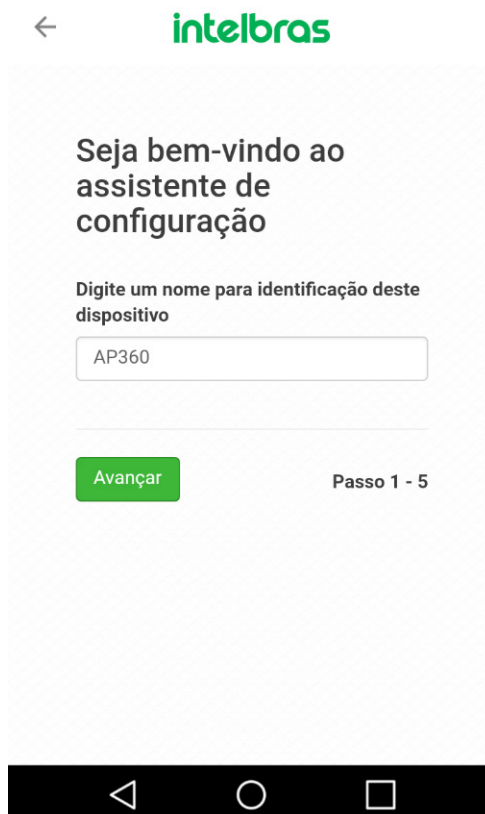 intelbras
Seja bem-vindo ao
assistente de
configuração
Digite um nome para identificação deste
dispositivo
AP360
Avançar
Passo 1 - 5